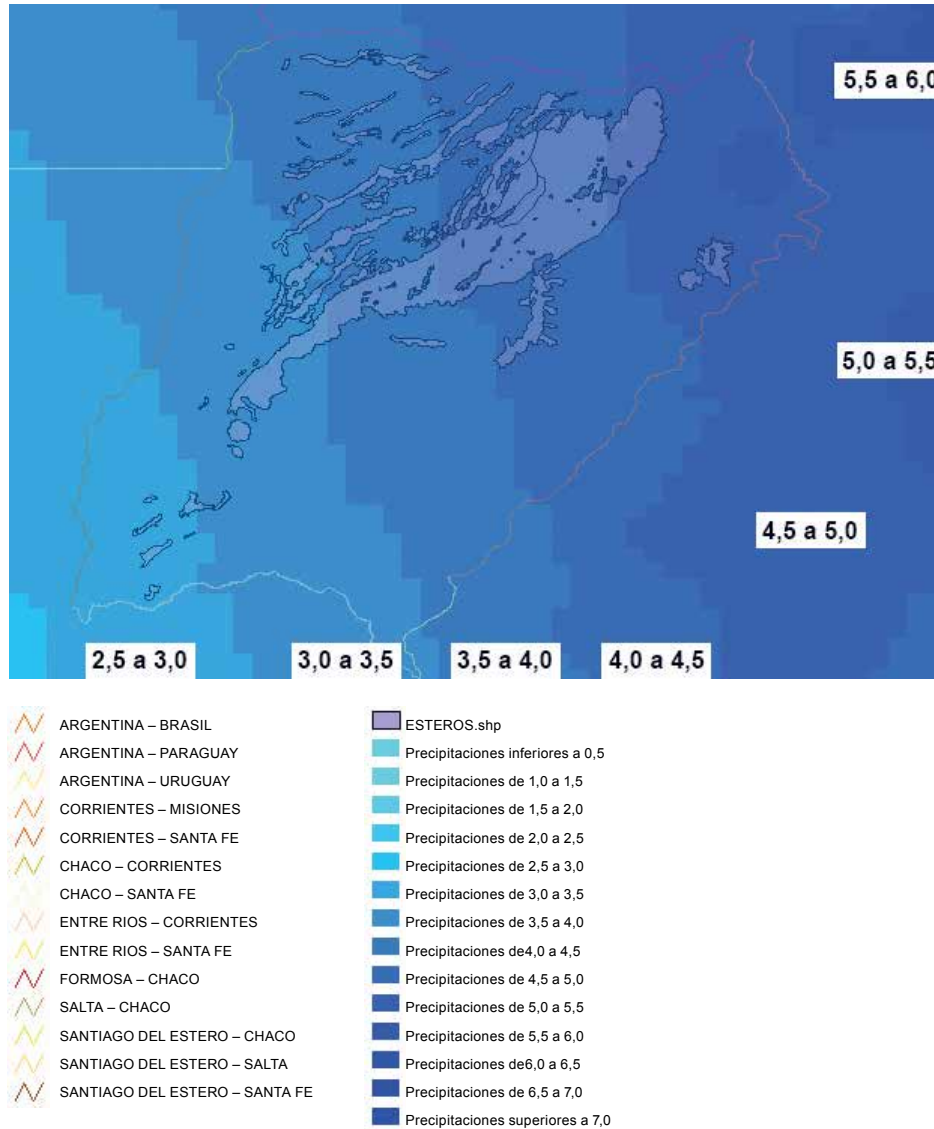 5,5 a 6,0
5,0 a 5,5
4,5 a 5,0
2,5 a 3,0
3,0 a 3,5
3,5 a 4,0
4,0 a 4,5
ARGENTINA – BRASIL
ARGENTINA – PARAGUAY
ARGENTINA – URUGUAY
CORRIENTES – MISIONES
CORRIENTES – SANTA FE
CHACO – CORRIENTES
CHACO – SANTA FE
ENTRE RIOS – CORRIENTES
ENTRE RIOS – SANTA FE
FORMOSA – CHACO
SALTA – CHACO
SANTIAGO DEL ESTERO – CHACO
SANTIAGO DEL ESTERO – SALTA
SANTIAGO DEL ESTERO – SANTA FE
ESTEROS.shp
Precipitaciones inferiores a 0,5
Precipitaciones de 1,0 a 1,5
Precipitaciones de 1,5 a 2,0
Precipitaciones de 2,0 a 2,5
Precipitaciones de 2,5 a 3,0
Precipitaciones de 3,0 a 3,5
Precipitaciones de 3,5 a 4,0
Precipitaciones de4,0 a 4,5
Precipitaciones de 4,5 a 5,0
Precipitaciones de 5,0 a 5,5
Precipitaciones de 5,5 a 6,0
Precipitaciones de6,0 a 6,5
Precipitaciones de 6,5 a 7,0
Precipitaciones superiores a 7,0